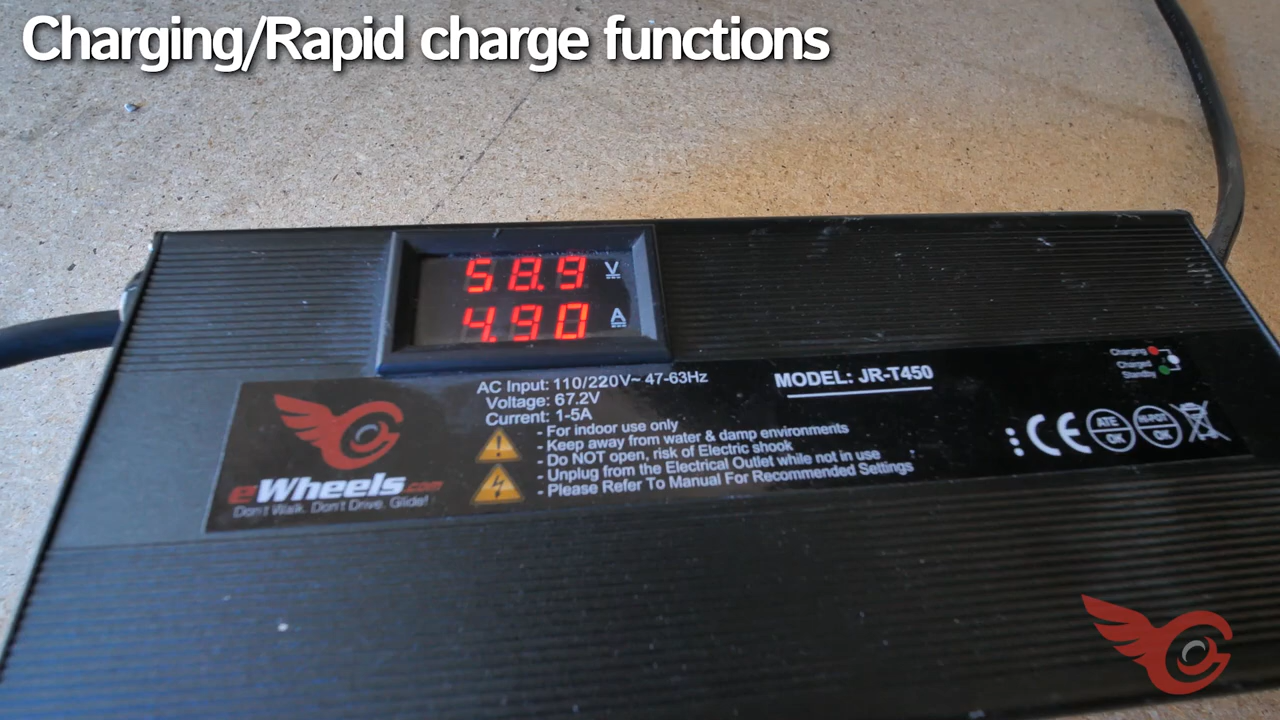 Charging/Rapid charge functions
58.9 V
4.90 A
AC Input: 110/220V~ 47-63Hz
Voltage: 67.2V
Current: 1-5A
- For indoor use only
- Keep away from water & damp environments
- Do NOT open, risk of Electric shook
- Unplug from the Electrical Outlet while not in use
- Please Refer To Manual For Recommended Settings
MODEL: JR-T450
Charging
Charged
Standby
CE
ATE
OK
HI-POT
OK
eWheels.com
Don't Walk. Don't Drive. Glide!